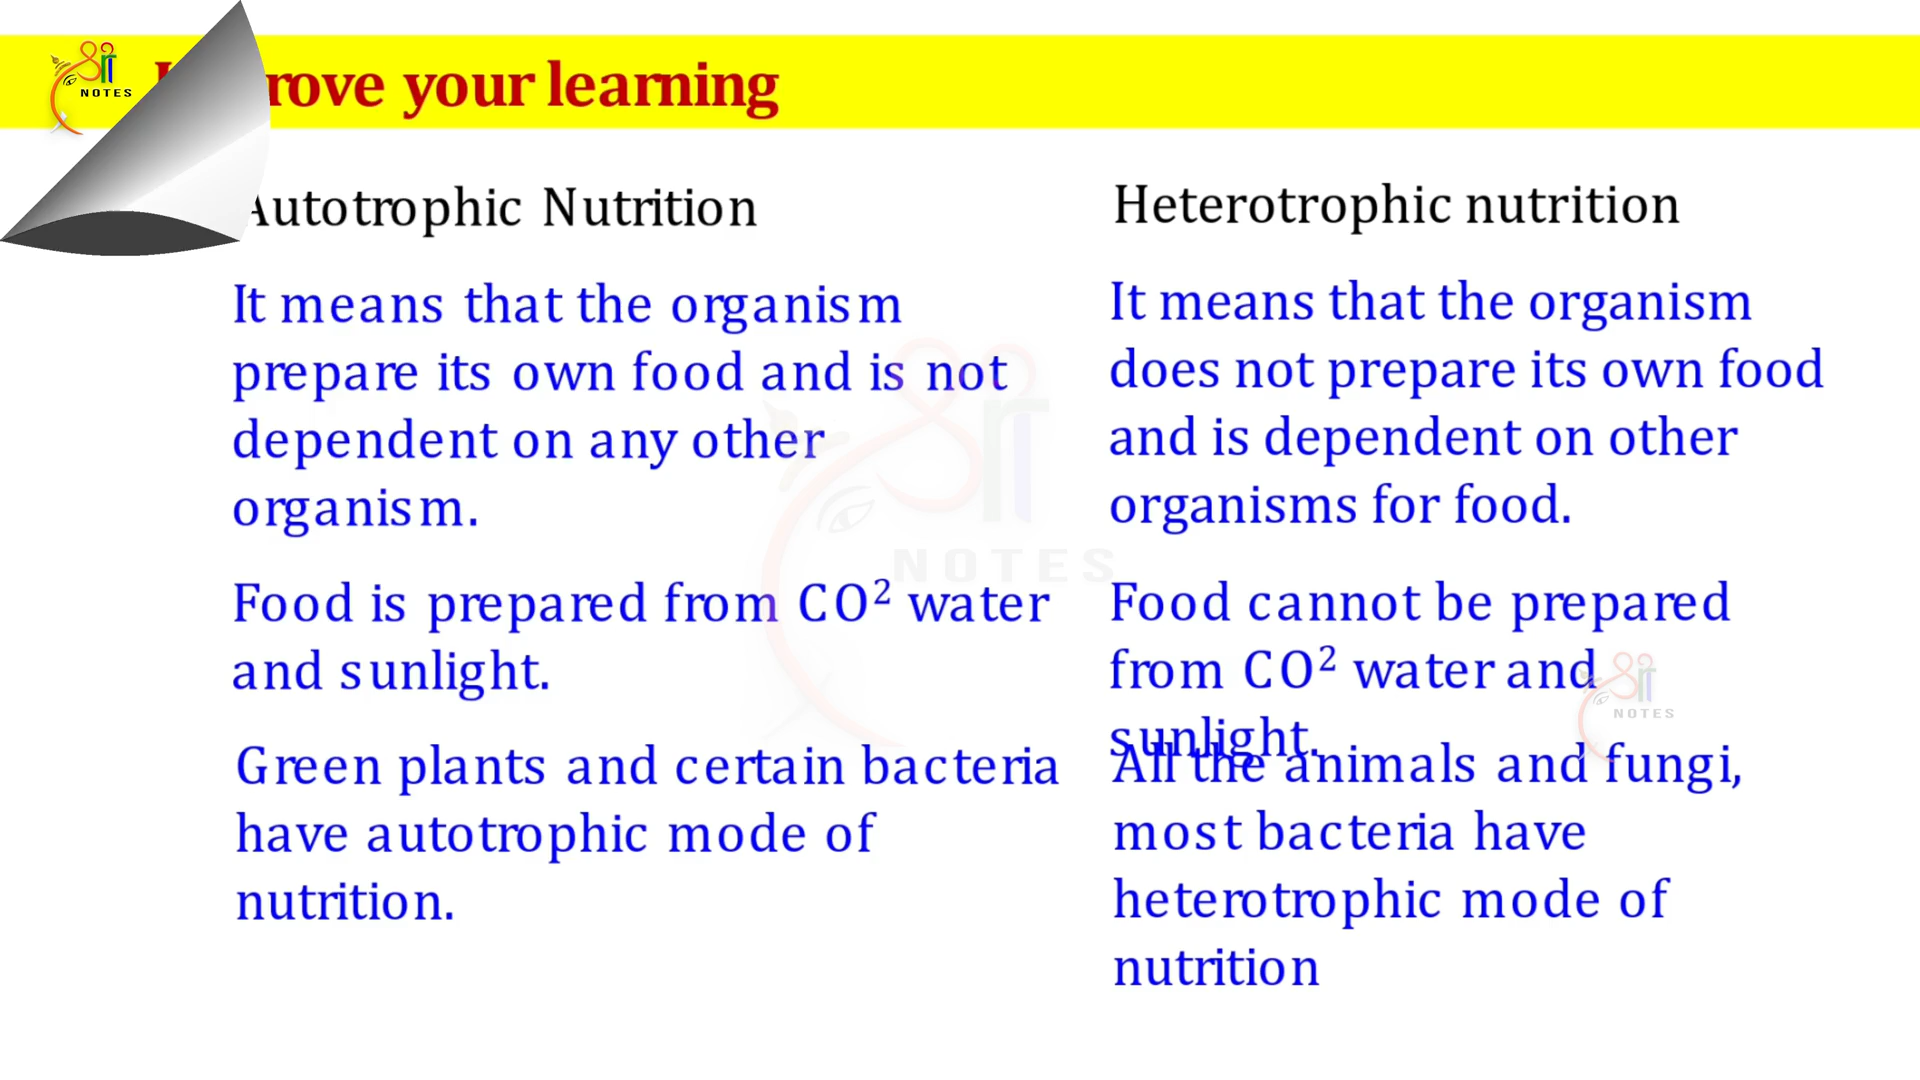 श्री
NOTES
rove your learning
Autotrophic Nutrition
It means that the organism
prepare its own food and is not
dependent on any other
organism.
Food is prepared from CO² water
and sunlight.
Green plants and certain bacteria
have autotrophic mode of
nutrition.
Heterotrophic nutrition
It means that the organism
does not prepare its own food
and is dependent on other
organisms for food.
Food cannot be prepared
from CO² water and
sunlight.
All the animals and fungi,
most bacteria have
heterotrophic mode of
nutrition
श्री
NOTES
श्री
NOTES